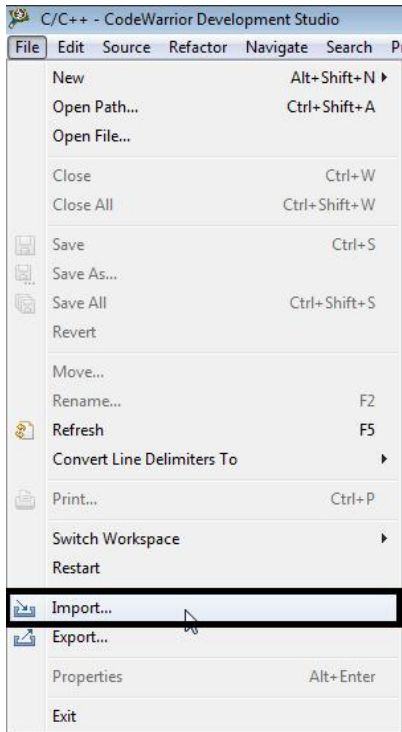 C/C++ - CodeWarrior Development Studio
File Edit Source Refactor Navigate Search
New Alt+Shift+N
Open Path... Ctrl+Shift+A
Open File...
Close Ctrl+W
Close All Ctrl+Shift+W
Save Ctrl+S
Save As...
Save All Ctrl+Shift+S
Revert
Move...
Rename... F2
Refresh F5
Convert Line Delimiters To
Print... Ctrl+P
Switch Workspace
Restart
Import...
Export...
Properties Alt+Enter
Exit